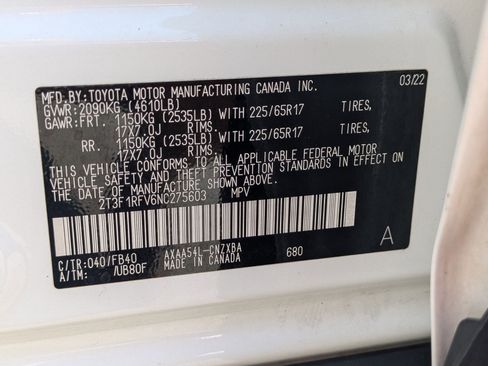 MFD.BY:TOYOTA MOTOR MANUFACTURING CANADA INC. 03/22
GVWR:2090KG (4610LB)
GAWR:FRT. 1150KG (2535LB) WITH 225/65R17 TIRES,
17X7.0J RIMS.
RR. 1150KG (2535LB) WITH 225/65R17 TIRES,
17X7.0J RIMS.
THIS VEHICLE CONFORMS TO ALL APPLICABLE FEDERAL MOTOR
VEHICLE SAFETY AND THEFT PREVENTION STANDARDS IN EFFECT
ON THE DATE OF MANUFACTURE SHOWN ABOVE.
2T3F1RFV6NC275603 MPV
C/TR:040/FB40 AXAA54L-CNZXBA 680 A
A/TM: /UB80F MADE IN CANADA